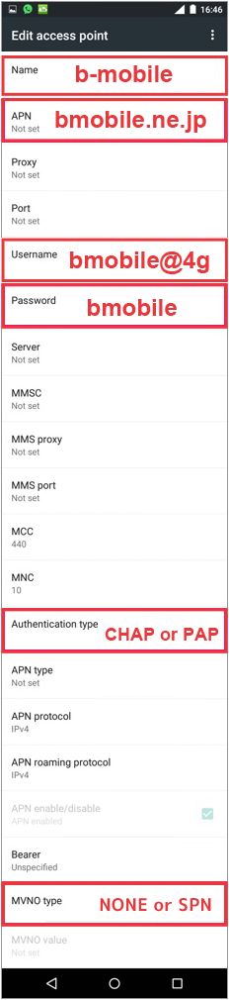 16:46
Edit access point
Name
b-mobile
APN
bmobile.ne.jp
Not set
Proxy
Not set
Port
Not set
Username
bmobile@4g
Password
bmobile
Server
Not set
MMSC
Not set
MMS proxy
Not set
MMS port
Not set
MCC
440
MNC
10
Authentication type
CHAP or PAP
APN type
Not set
APN protocol
IPv4
APN roaming protocol
IPv4
APN enable/disable
APN enabled
Bearer
Unspecified
MVNO type
NONE or SPN
MVNO value
Not set